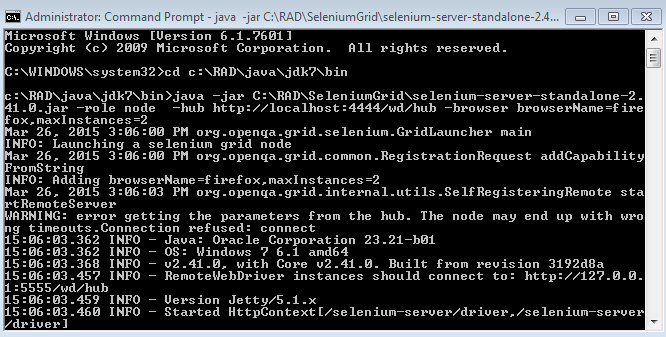 Administrator: Command Prompt - java -jar C:\RAD\SeleniumGrid\selenium-server-standalone-2.4...
Microsoft Windows [Version 6.1.7601]
Copyright (c) 2009 Microsoft Corporation.  All rights reserved.
C:\WINDOWS\system32>cd c:\RAD\java\jdk7\bin
c:\RAD\java\jdk7\bin>java -jar C:\RAD\SeleniumGrid\selenium-server-standalone-2.
41.0.jar -role node  -hub http://localhost:4444/wd/hub -browser browserName=fire
fox,maxInstances=2
Mar 26, 2015 3:06:00 PM org.openqa.grid.selenium.GridLauncher main
INFO: Launching a selenium grid node
Mar 26, 2015 3:06:00 PM org.openqa.grid.common.RegistrationRequest addCapability
FromString
INFO: Adding browserName=firefox,maxInstances=2
Mar 26, 2015 3:06:03 PM org.openqa.grid.internal.utils.SelfRegisteringRemote sta
rtRemoteServer
WARNING: error getting the parameters from the hub. The node may end up with wro
ng timeouts.Connection refused: connect
15:06:03.362 INFO - Java: Oracle Corporation 23.21-b01
15:06:03.362 INFO - OS: Windows 7 6.1 amd64
15:06:03.368 INFO - v2.41.0, with Core v2.41.0. Built from revision 3192d8a
15:06:03.457 INFO - RemoteWebDriver instances should connect to: http://127.0.0.
1:5555/wd/hub
15:06:03.459 INFO - Version Jetty/5.1.x
15:06:03.460 INFO - Started HttpContext[/selenium-server/driver,/selenium-server
/driver]